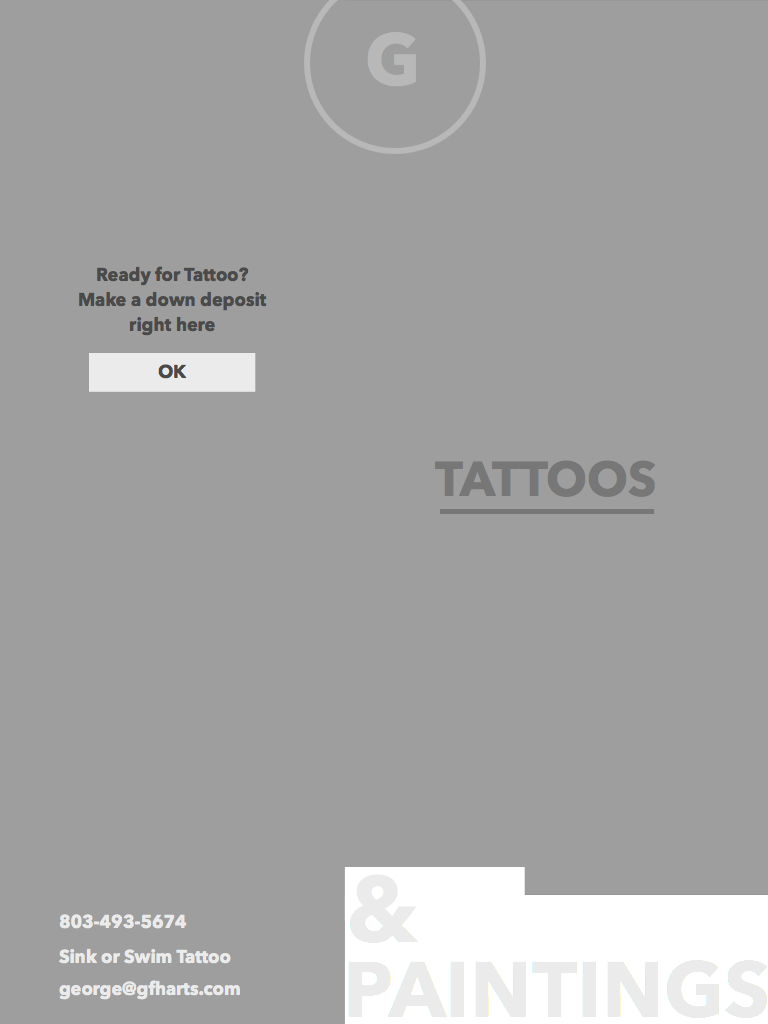 G
Ready for Tattoo?
Make a down deposit
right here
OK
TATTOOS
&
PAINTINGS
803-493-5674
Sink or Swim Tattoo
george@gfharts.com